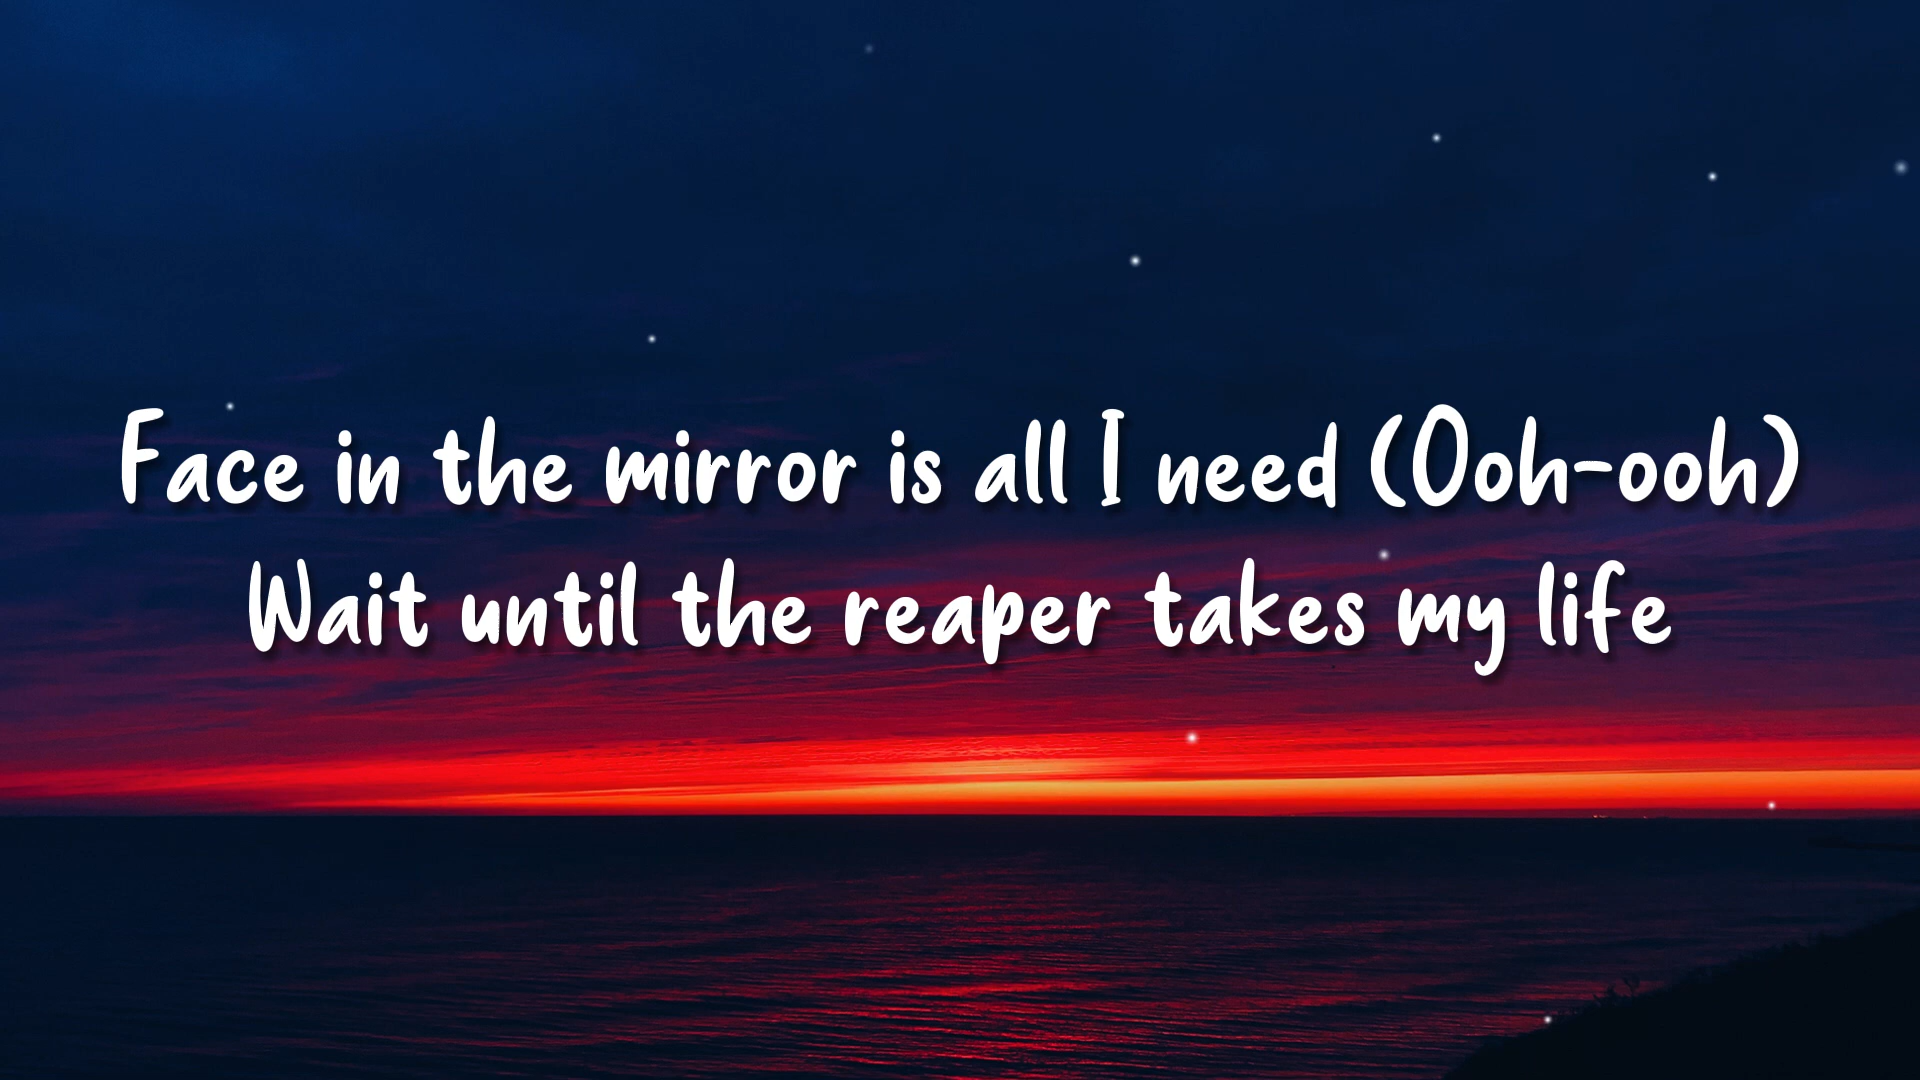 Face in the mirror is all I need (Ooh-ooh)
Wait until the reaper takes my life